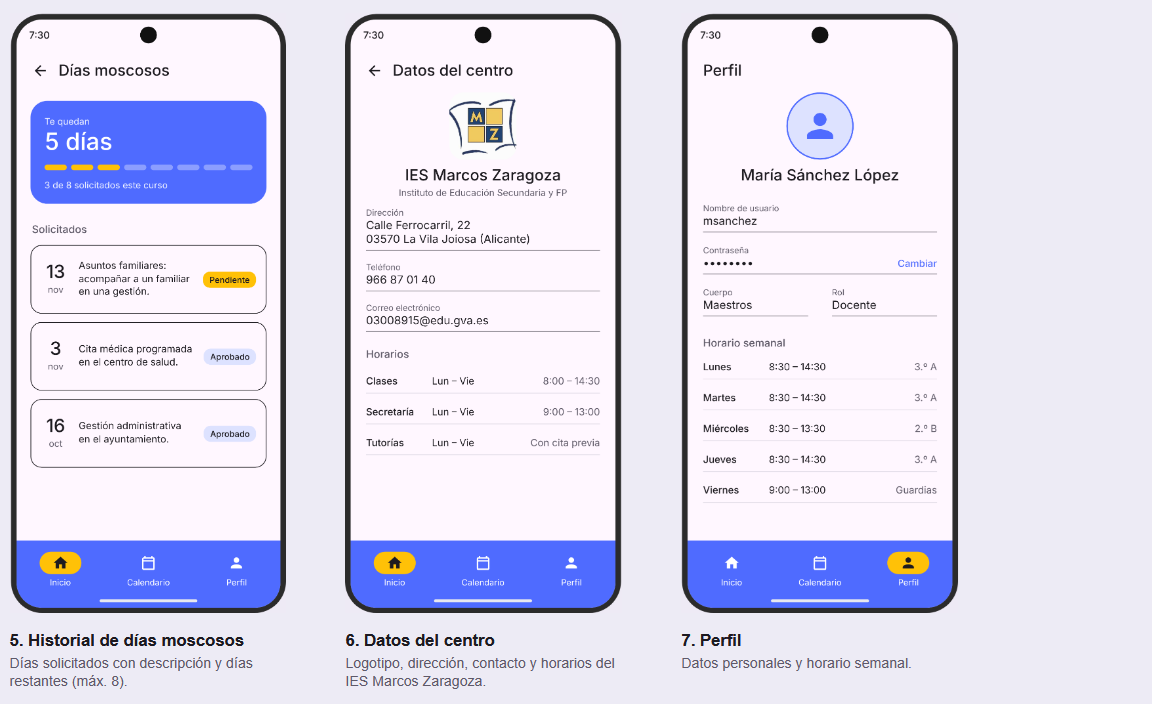 7:30
Días moscosos
Te quedan
5 días
3 de 8 solicitados este curso
Solicitados
13
nov
Asuntos familiares:
acompañar a un familiar
en una gestión.
Pendiente
3
nov
Cita médica programada
en el centro de salud.
Aprobado
16
oct
Gestión administrativa
en el ayuntamiento.
Aprobado
Inicio
Calendario
Perfil
5. Historial de días moscosos
Días solicitados con descripción y días
restantes (máx. 8).
7:30
Datos del centro
M
Z
IES Marcos Zaragoza
Instituto de Educación Secundaria y FP
Dirección
Calle Ferrocarril, 22
03570 La Vila Joiosa (Alicante)
Teléfono
966 87 01 40
Correo electrónico
03008915@edu.gva.es
Horarios
Clases Lun – Vie 8:00 – 14:30
Secretaría Lun – Vie 9:00 – 13:00
Tutorías Lun – Vie Con cita previa
Inicio
Calendario
Perfil
6. Datos del centro
Logotipo, dirección, contacto y horarios del
IES Marcos Zaragoza.
7:30
Perfil
María Sánchez López
Nombre de usuario
msanchez
Contraseña
•••••••• Cambiar
Cuerpo
Maestros
Rol
Docente
Horario semanal
Lunes 8:30 – 14:30 3.º A
Martes 8:30 – 14:30 3.º A
Miércoles 8:30 – 13:30 2.º B
Jueves 8:30 – 14:30 3.º A
Viernes 9:00 – 13:00 Guardias
Inicio
Calendario
Perfil
7. Perfil
Datos personales y horario semanal.